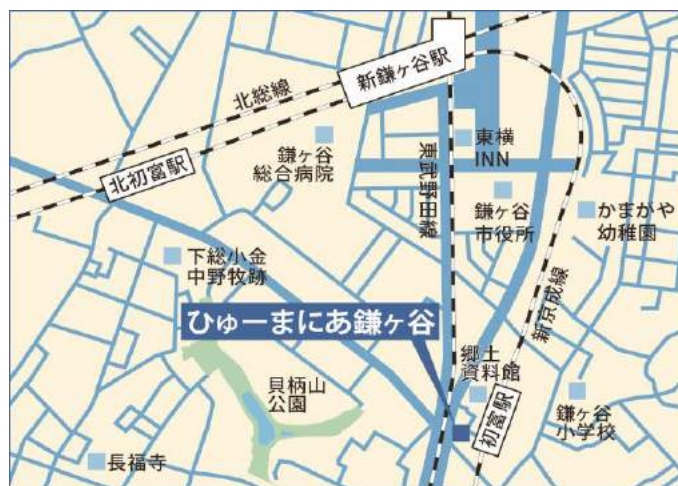 新鎌ヶ谷駅
北総線
鎌ヶ谷
総合病院
東横
INN
北初富駅
東武野田線
鎌ヶ谷
市役所
かまがや
幼稚園
下総小金
中野牧跡
新京成線
ひゅーまにあ鎌ヶ谷
郷土
資料館
貝柄山
公園
初富駅
鎌ヶ谷
小学校
長福寺